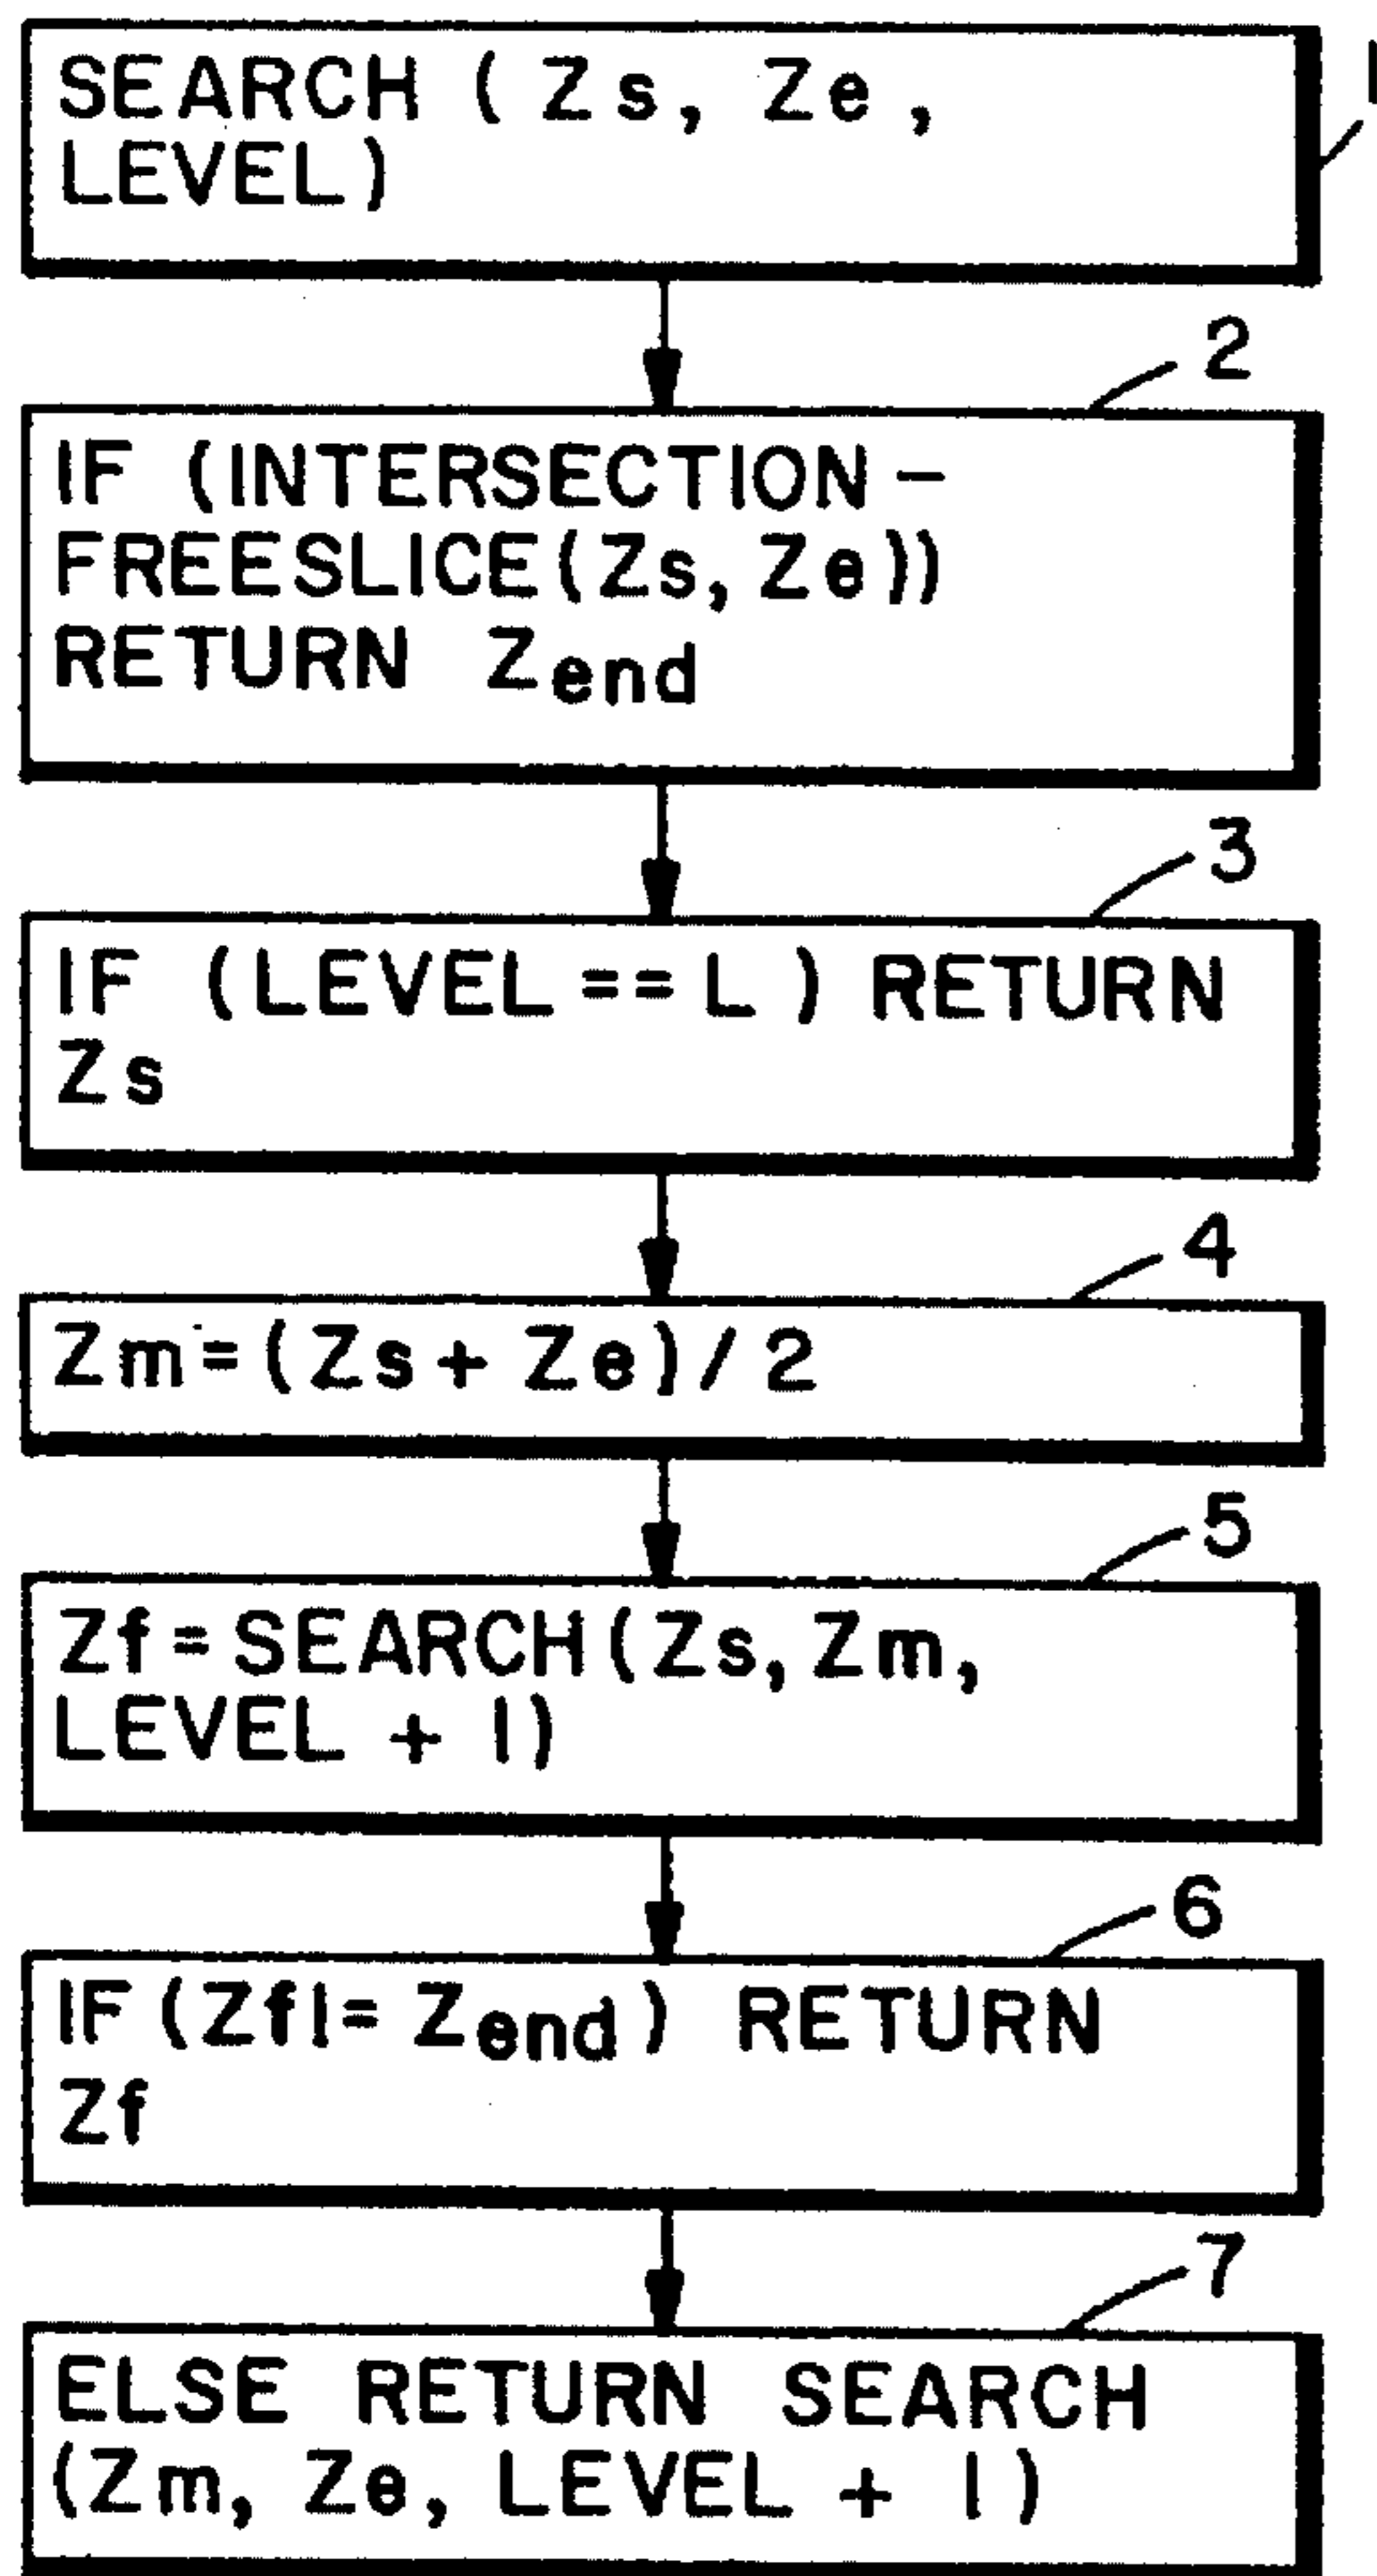 SEARCH ( Zs, Ze ,
LEVEL)
1
2
IF (INTERSECTION-
FREESLICE(Zs, Ze))
RETURN Zend
3
IF (LEVEL == L ) RETURN
Zs
4
Zm=(Zs+ Ze)/2
5
Zf=SEARCH(Zs, Zm,
LEVEL + 1)
6
IF (Zf!= Zend) RETURN
Zf
7
ELSE RETURN SEARCH
(Zm, Ze, LEVEL + 1)